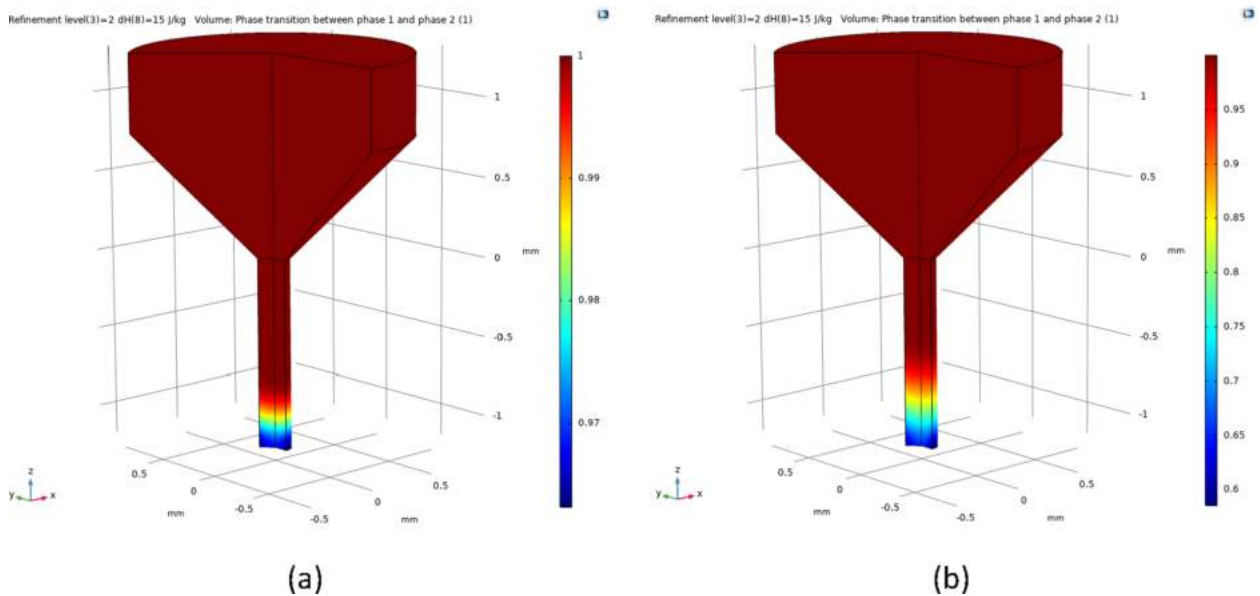 Refinement level(3)=2 dH(8)=15 J/kg Volume: Phase transition between phase 1 and phase 2 (1)
1
0.99
0.98
0.97
1
0.5
0
mm
-0.5
-1
0.5
0
-0.5
mm
0.5
0
-0.5
mm
z
y
x
(a)
Refinement level(3)=2 dH(8)=15 J/kg Volume: Phase transition between phase 1 and phase 2 (1)
0.95
0.9
0.85
0.8
0.75
0.7
0.65
0.6
1
0.5
0
mm
-0.5
-1
0.5
0
-0.5
mm
0.5
0
-0.5
mm
z
y
x
(b)